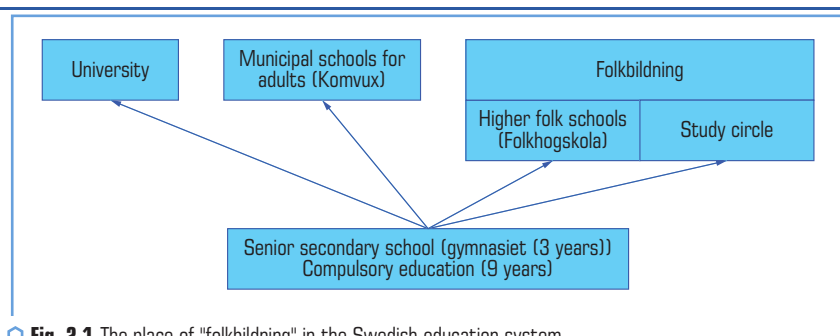 University
Municipal schools for
adults (Komvux)
Folkbildning
Higher folk schools
(Folkhogskola)
Study circle
Senior secondary school (gymnasiet (3 years))
Compulsory education (9 years)
Fig. 2.1 The place of "folkbildning" in the Swedish education system